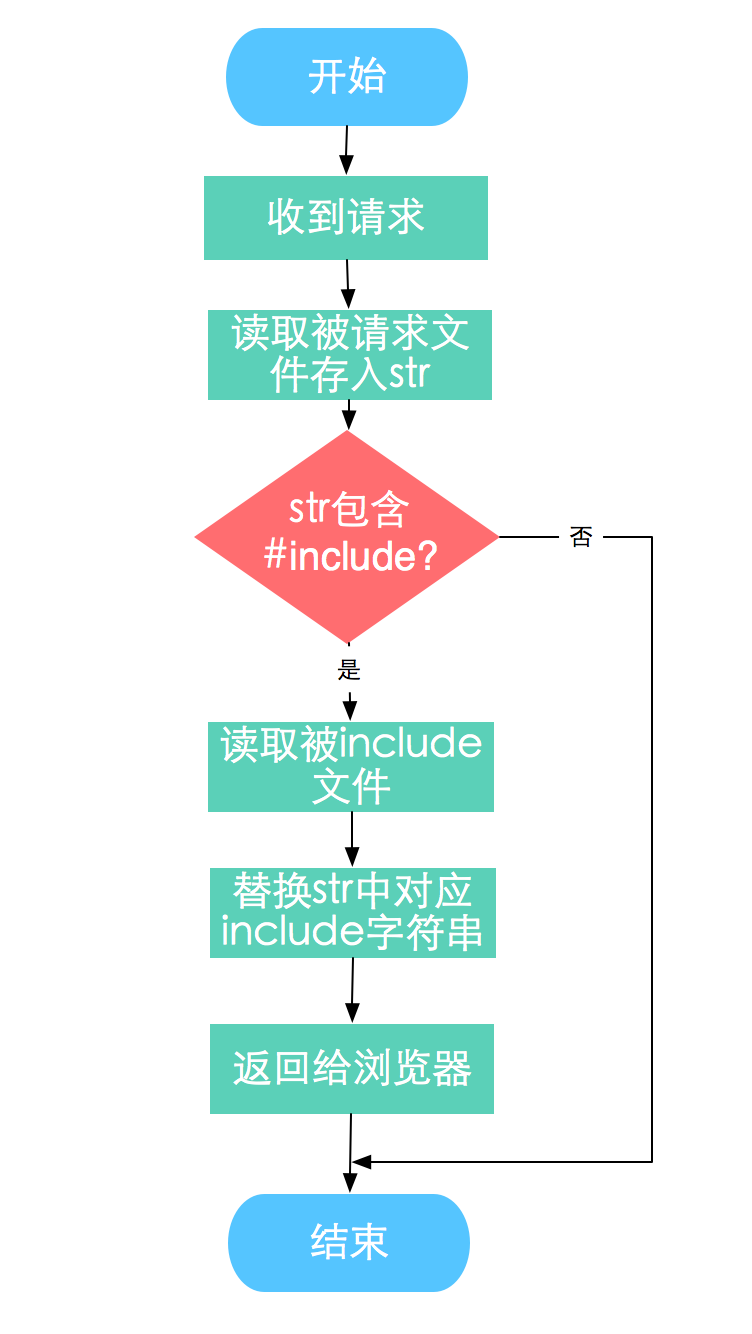 开始
收到请求
读取被请求文
件存入str
str包含
#include?
否
是
读取被include
文件
替换str中对应
include字符串
返回给浏览器
结束